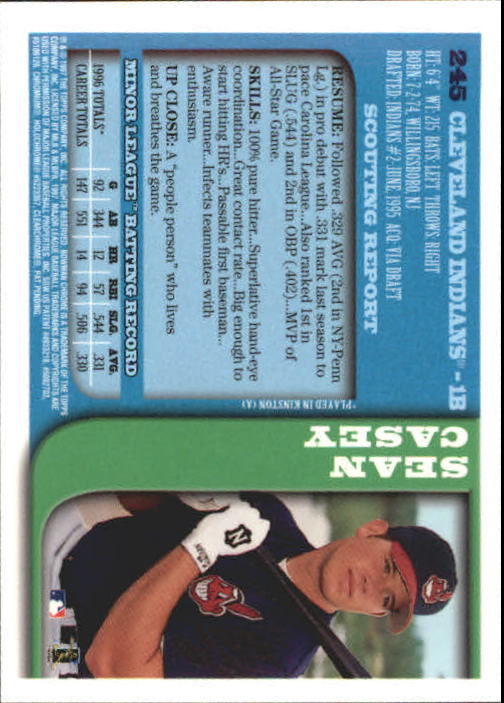 245 CLEVELAND INDIANS® - 1B
HT: 6'4" WT: 215 BATS: LEFT THROWS: RIGHT
BORN: 7-2-74, WILLINGSBORO, NJ
DRAFTED: INDIANS #2, JUNE, 1995 ACQ: VIA DRAFT
SCOUTING REPORT
RESUME: Followed .329 AVG (2nd in NY-Penn
Lg.) in pro debut with .331 mark last season to
pace Carolina League...Also ranked 1st in
SLUG (.544) and 2nd in OBP (.402)...MVP of
All-Star Game.
SKILLS: 100% pure hitter...Superlative hand-eye
coordination...Great contact rate...Big enough to
start hitting HR's...Passable first baseman...
Aware runner...Infects teammates with
enthusiasm.
UP CLOSE: A "people person" who lives
and breathes the game.
MINOR LEAGUE™ BATTING RECORD
G AB HR RBI SLG. AVG.
1996 TOTALS* 92 344 12 57 .544 .331
CAREER TOTALS 147 551 14 94 .506 .330
*PLAYED IN KINSTON (A)
SEAN
CASEY
N